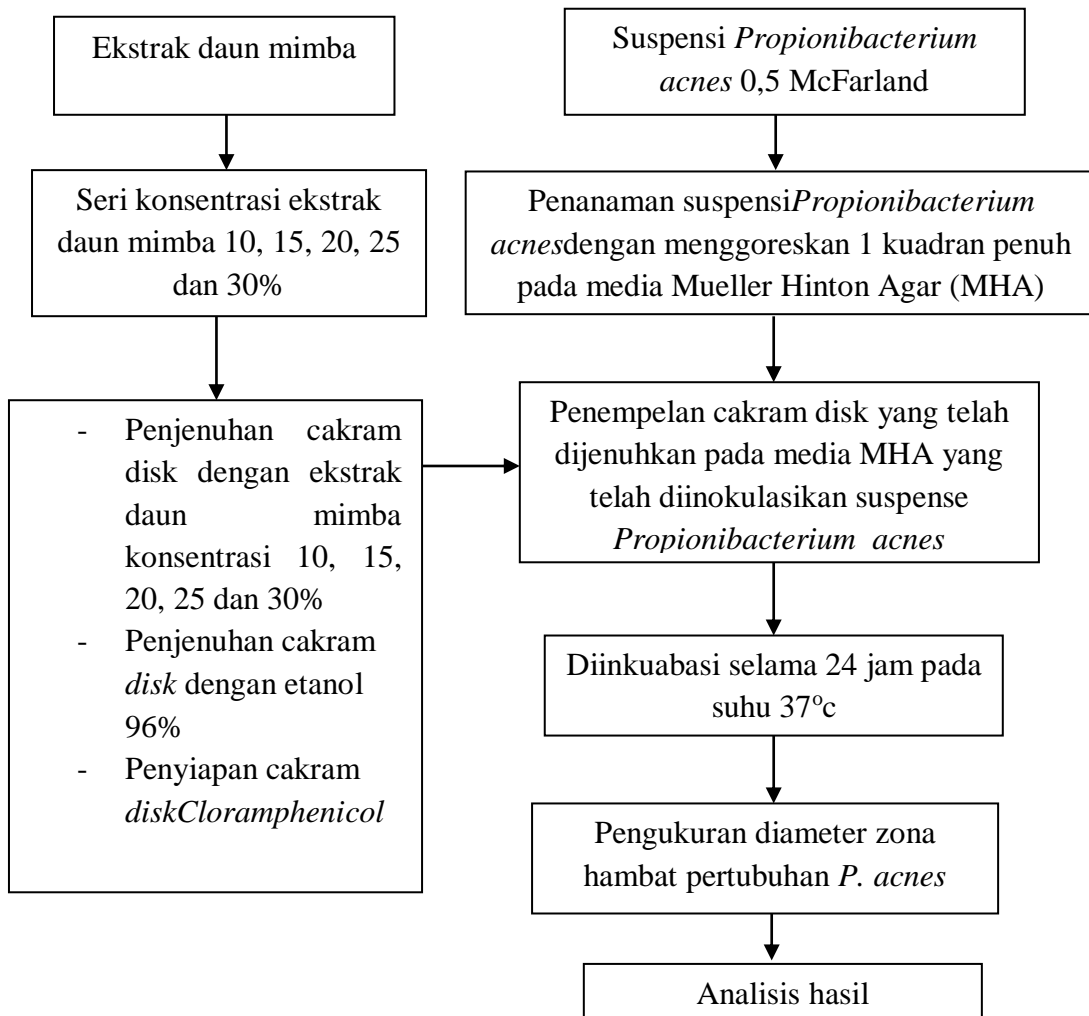 Ekstrak daun mimba
Seri konsentrasi ekstrak
daun mimba 10, 15, 20, 25
dan 30%
- Penjenuhan cakram
disk dengan ekstrak
daun mimba
konsentrasi 10, 15,
20, 25 dan 30%
- Penjenuhan cakram
disk dengan etanol
96%
- Penyiapan cakram
diskCloramphenicol
Suspensi Propionibacterium
acnes 0,5 McFarland
Penanaman suspensiPropionibacterium
acnesdengan menggoreskan 1 kuadran penuh
pada media Mueller Hinton Agar (MHA)
Penempelan cakram disk yang telah
dijenuhkan pada media MHA yang
telah diinokulasikan suspense
Propionibacterium acnes
Diinkuabasi selama 24 jam pada
suhu 37°c
Pengukuran diameter zona
hambat pertubuhan P. acnes
Analisis hasil